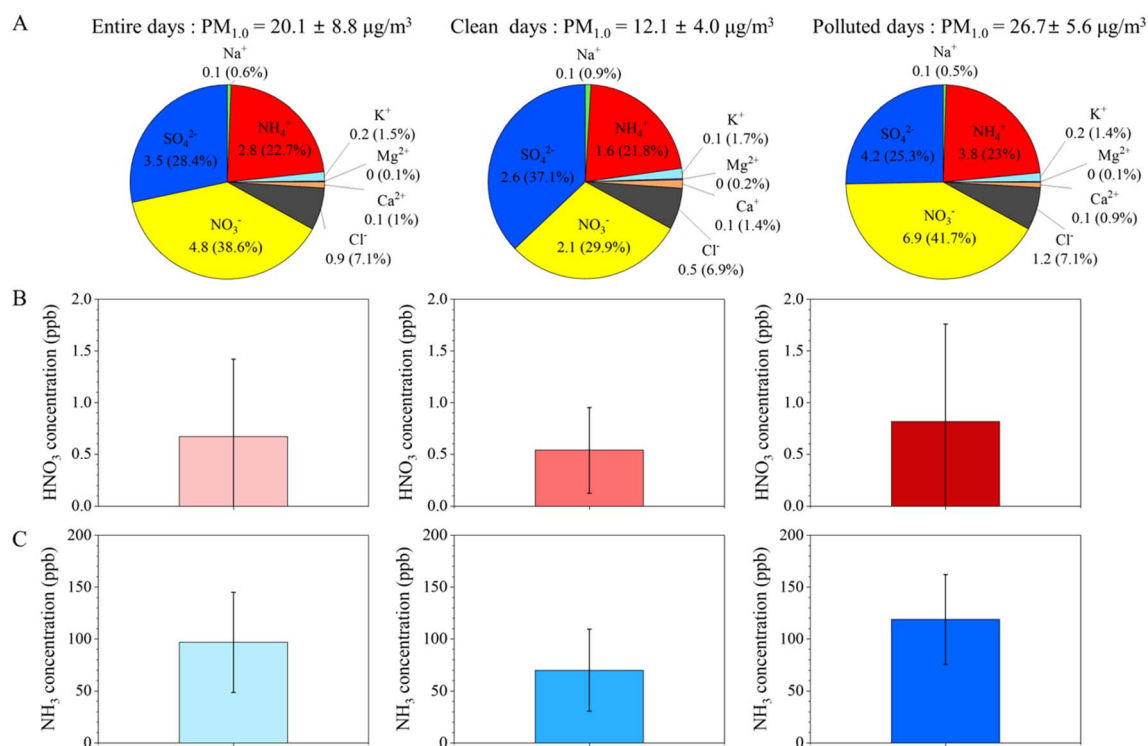 A
Entire days : PM₁.₀ = 20.1 ± 8.8 μg/m³
Clean days : PM₁.₀ = 12.1 ± 4.0 μg/m³
Polluted days : PM₁.₀ = 26.7± 5.6 μg/m³
Na⁺
0.1 (0.6%)
NH₄⁺
2.8 (22.7%)
K⁺
0.2 (1.5%)
Mg²⁺
0 (0.1%)
Ca²⁺
0.1 (1%)
Cl⁻
0.9 (7.1%)
NO₃⁻
4.8 (38.6%)
SO₄²⁻
3.5 (28.4%)
Na⁺
0.1 (0.9%)
NH₄⁺
1.6 (21.8%)
K⁺
0.1 (1.7%)
Mg²⁺
0 (0.2%)
Ca⁺
0.1 (1.4%)
Cl⁻
0.5 (6.9%)
NO₃⁻
2.1 (29.9%)
SO₄²⁻
2.6 (37.1%)
Na⁺
0.1 (0.5%)
NH₄⁺
3.8 (23%)
K⁺
0.2 (1.4%)
Mg²⁺
0 (0.1%)
Ca²⁺
0.1 (0.9%)
Cl⁻
1.2 (7.1%)
NO₃⁻
6.9 (41.7%)
SO₄²⁻
4.2 (25.3%)
B
HNO₃ concentration (ppb)
2.0
1.5
1.0
0.5
0.0
HNO₃ concentration (ppb)
2.0
1.5
1.0
0.5
0.0
HNO₃ concentration (ppb)
2.0
1.5
1.0
0.5
0.0
C
NH₃ concentration (ppb)
200
150
100
50
0
NH₃ concentration (ppb)
200
150
100
50
0
NH₃ concentration (ppb)
200
150
100
50
0